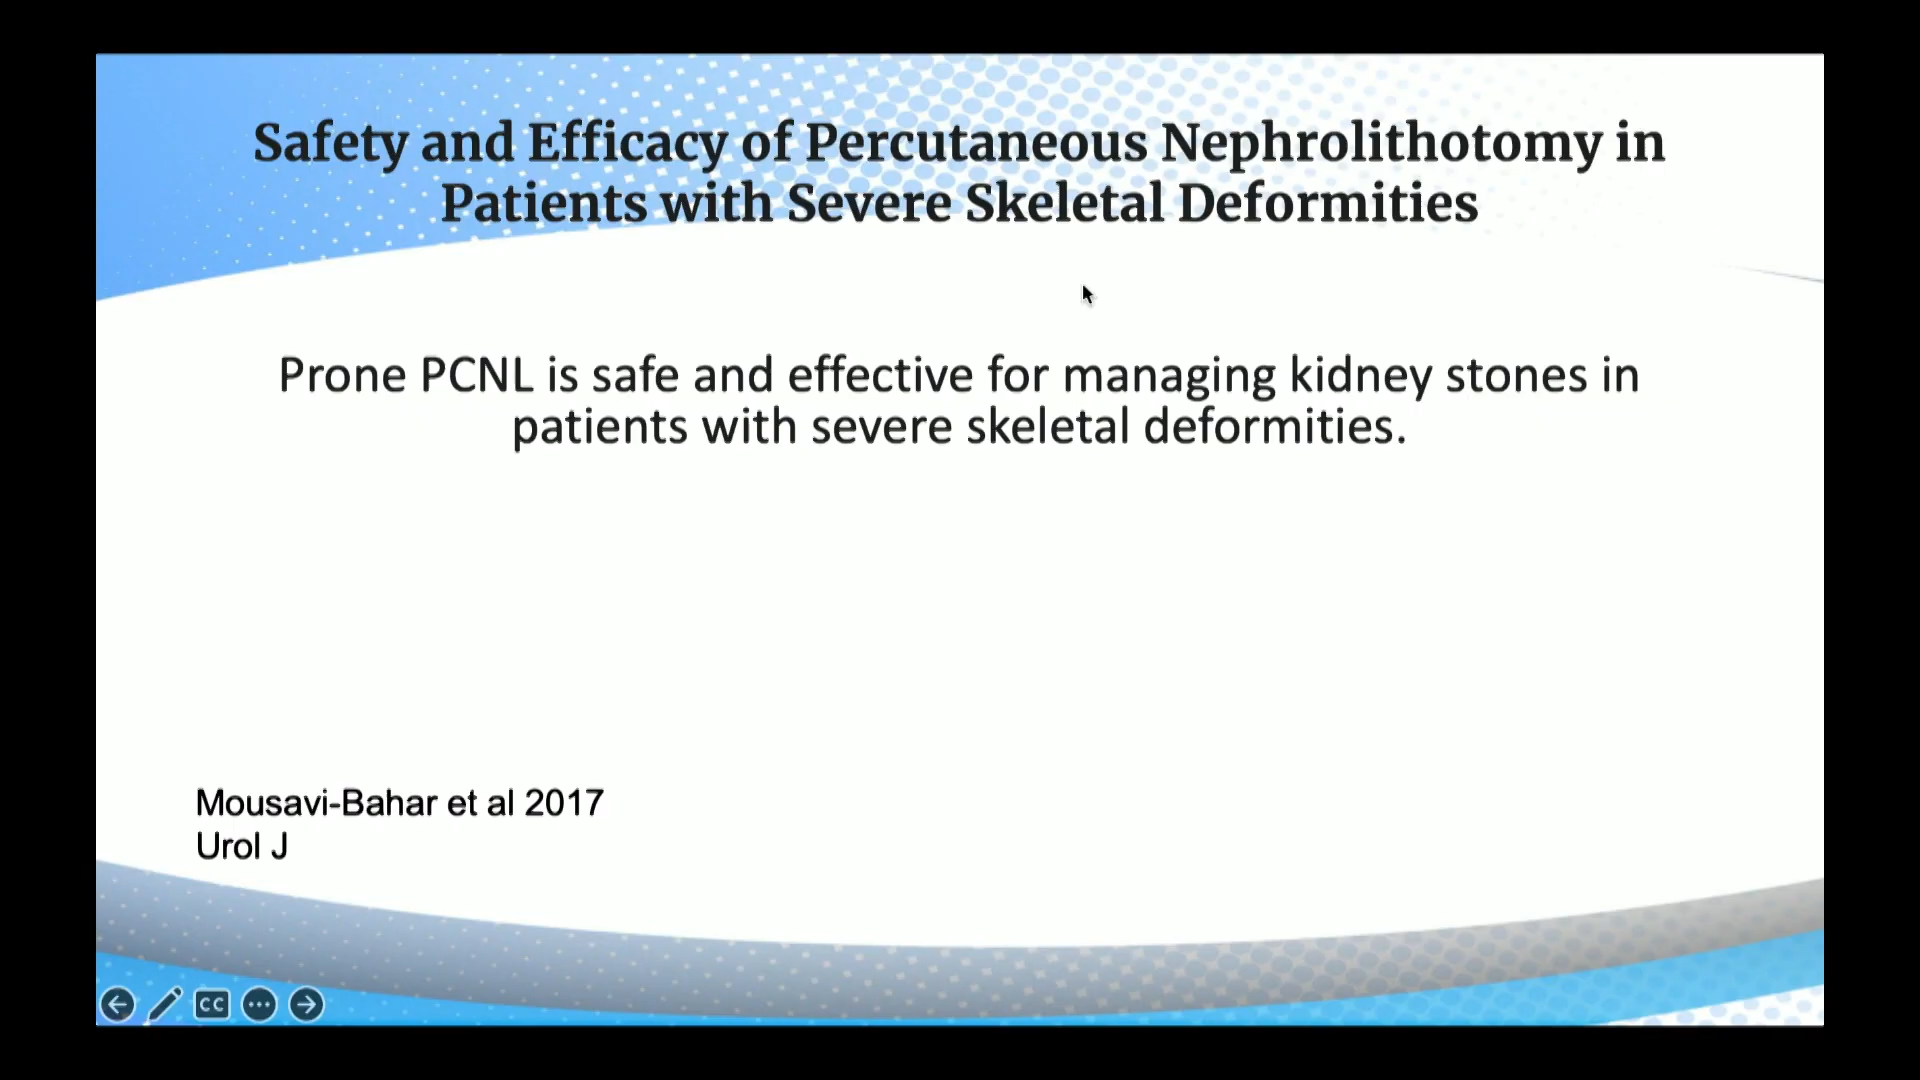 Safety and Efficacy of Percutaneous Nephrolithotomy in
Patients with Severe Skeletal Deformities
Prone PCNL is safe and effective for managing kidney stones in
patients with severe skeletal deformities.
Mousavi-Bahar et al 2017
Urol J
CC